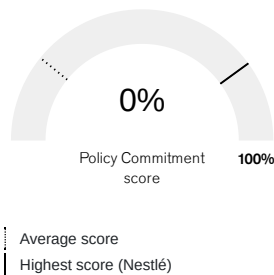 0%
Policy Commitment
score
100%
Average score
Highest score (Nestlé)